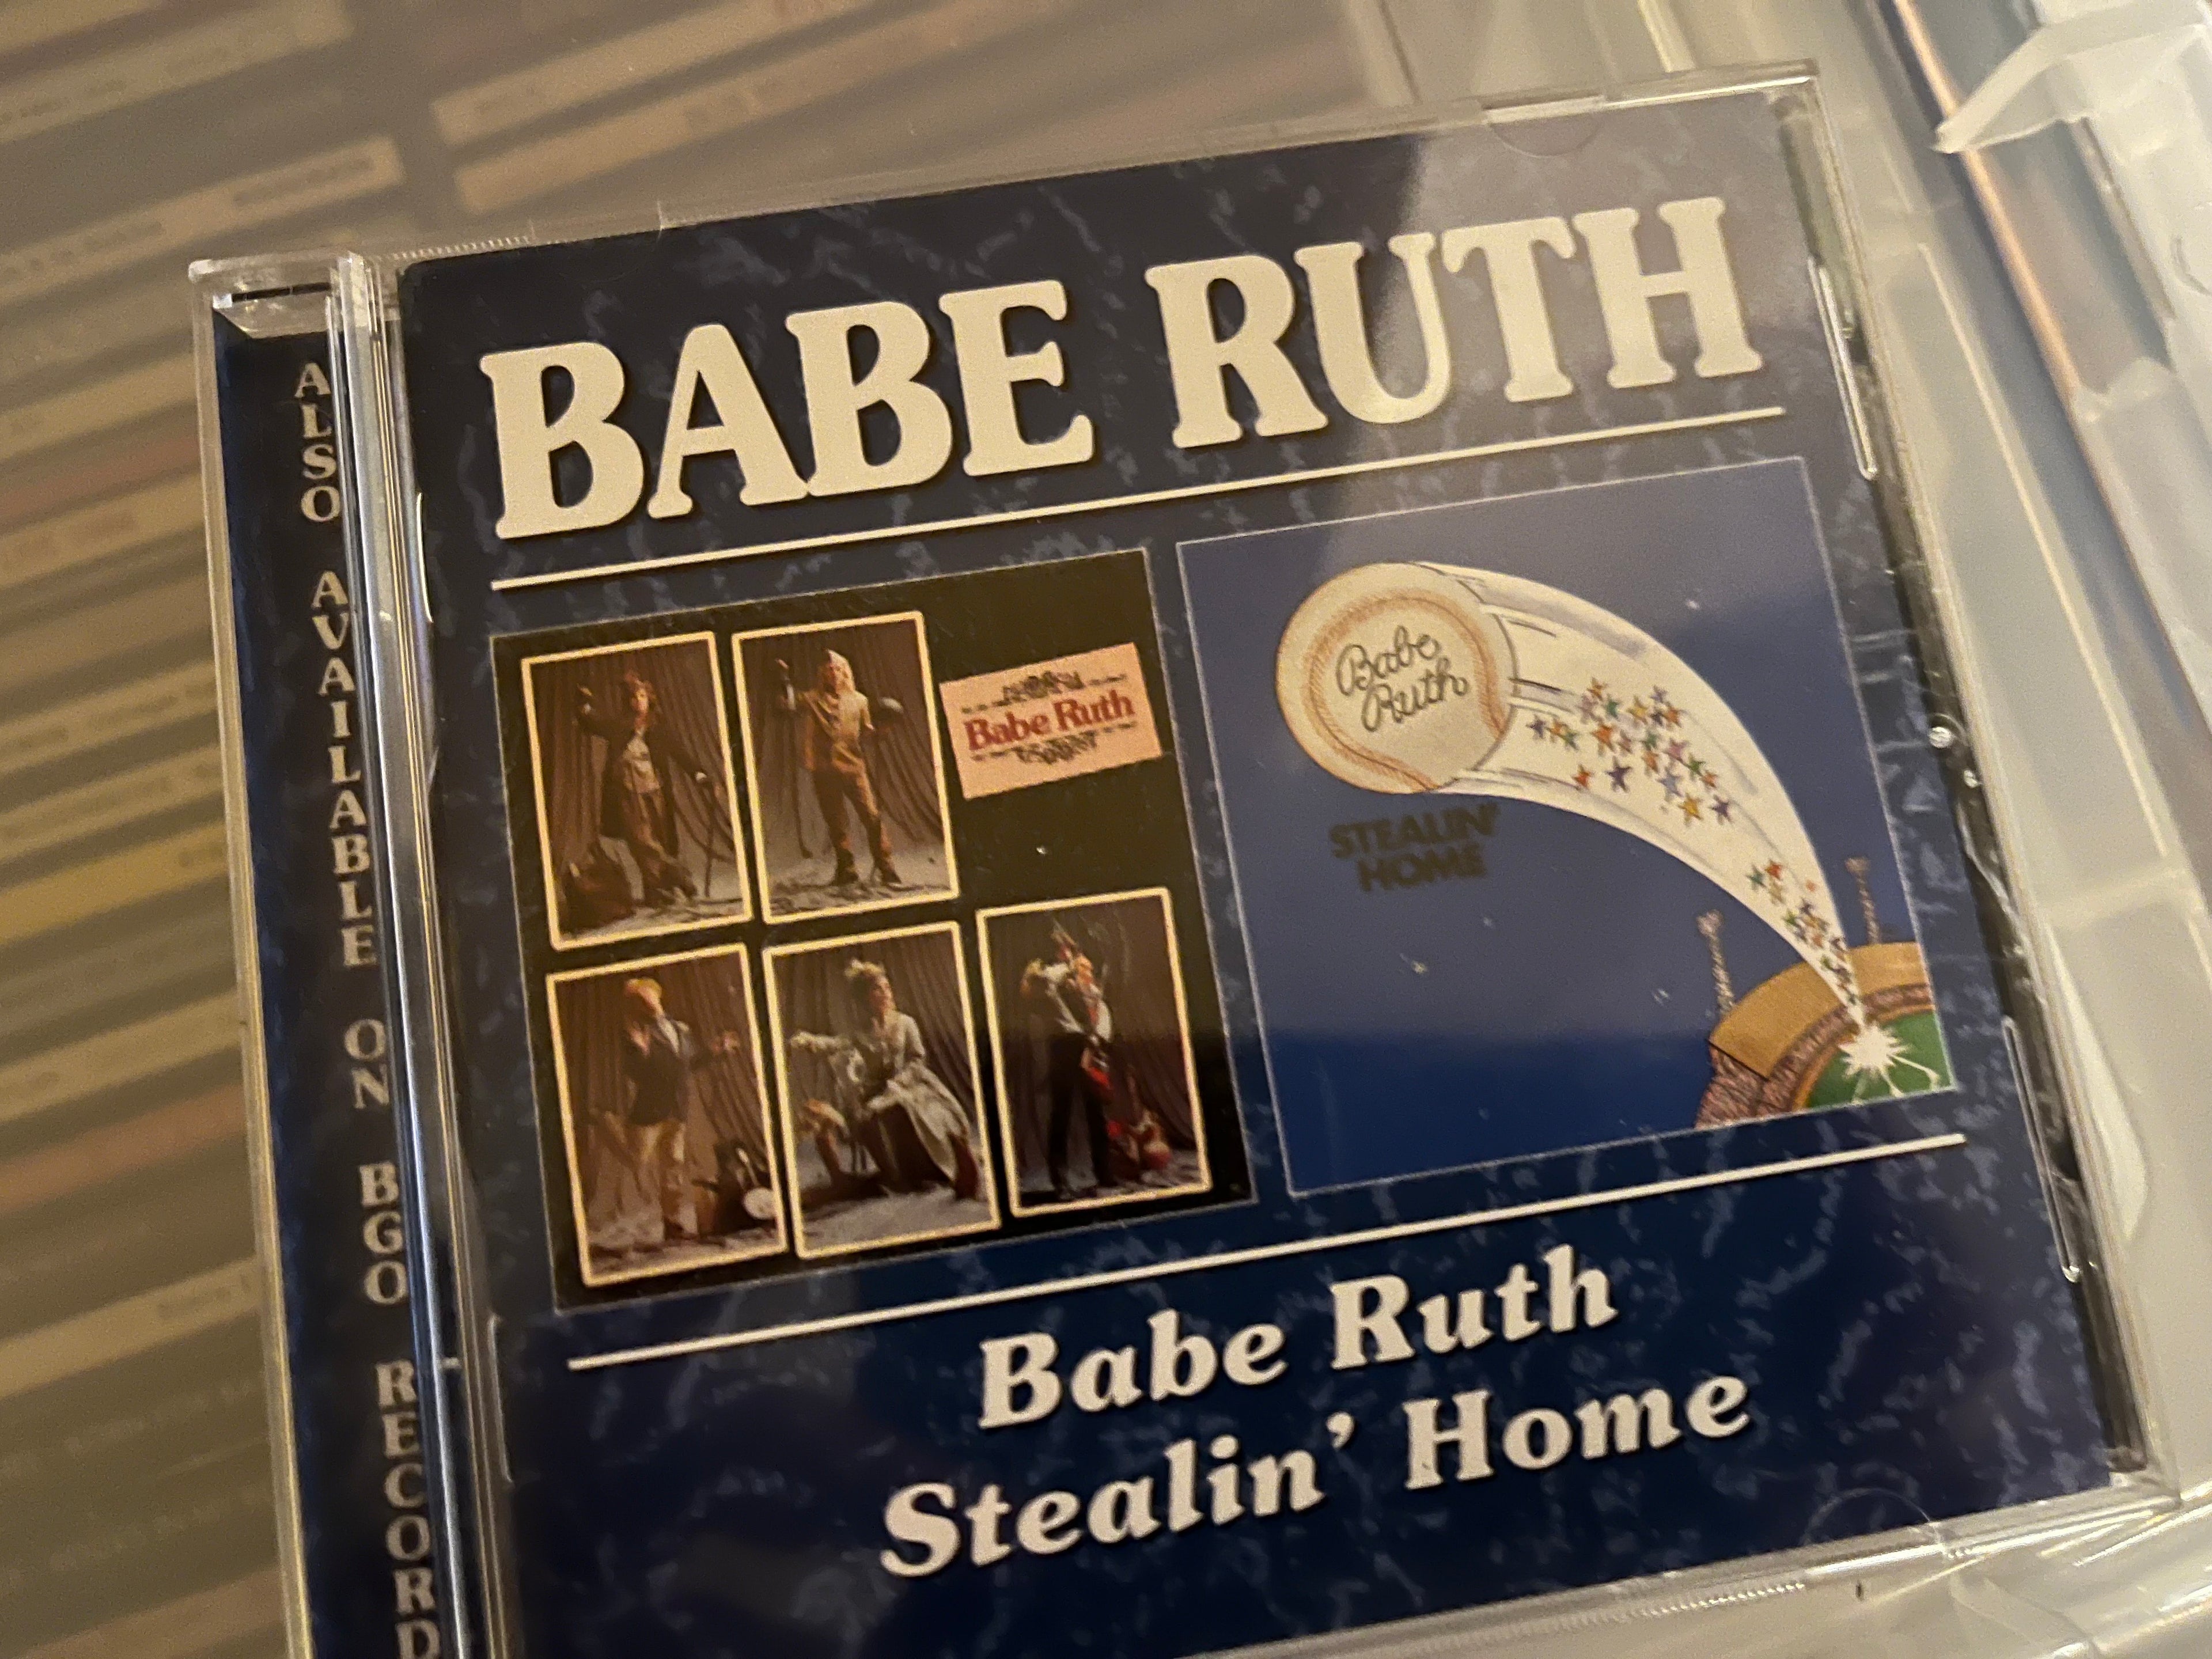 ALSO AVAILABLE ON BGO RECORD
BABE RUTH
Babe Ruth
Babe
Ruth
STEALIN'
HOME
Babe Ruth
Stealin' Home